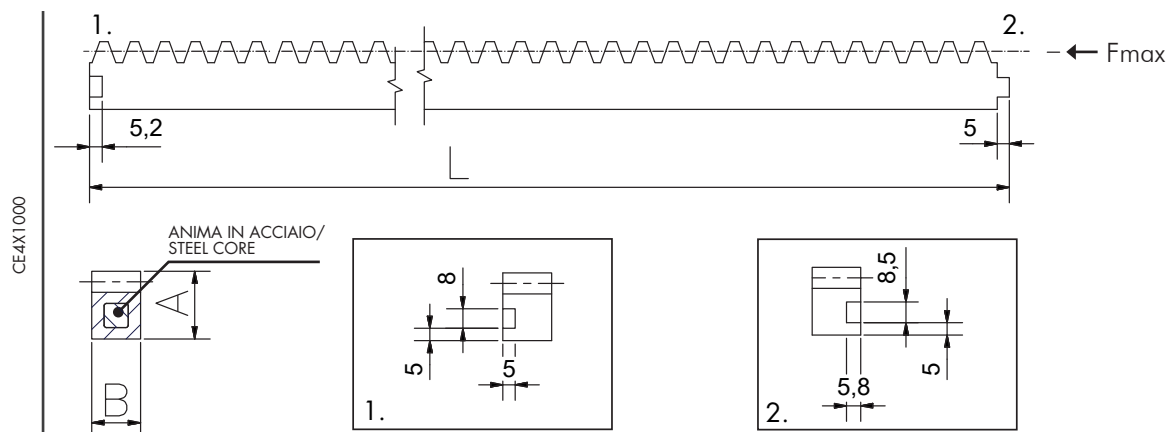 1.
2.
Fmax
5,2
5
L
CE4X1000
ANIMA IN ACCIAIO/
STEEL CORE
A
B
8
5
5
1.
8,5
5
5,8
2.